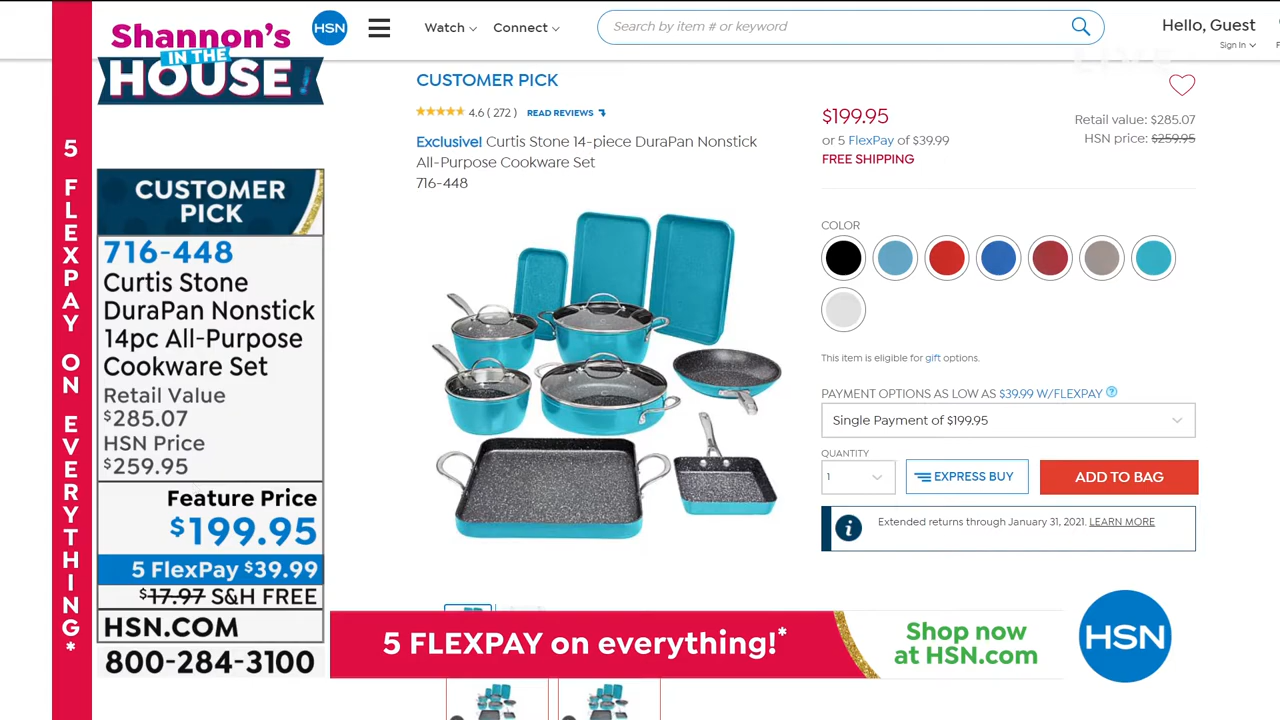 Shannon's
IN THE
HOUSE!
HSN
Watch
Connect
Search by item # or keyword
Hello, Guest
Sign In
LIVE
5 FLEXPAY ON EVERYTHING!*
CUSTOMER
PICK
716-448
Curtis Stone
DuraPan Nonstick
14pc All-Purpose
Cookware Set
Retail Value
$285.07
HSN Price
$259.95
Feature Price
$199.95
5 FlexPay $39.99
$17.97 S&H FREE
HSN.COM
800-284-3100
CUSTOMER PICK
4.6 ( 272 ) READ REVIEWS
Exclusive! Curtis Stone 14-piece DuraPan Nonstick
All-Purpose Cookware Set
716-448
$199.95
or 5 FlexPay of $39.99
FREE SHIPPING
Retail value: $285.07
HSN price: $259.95
COLOR
This item is eligible for gift options.
PAYMENT OPTIONS AS LOW AS $39.99 W/FLEXPAY ?
Single Payment of $199.95
QUANTITY
1
EXPRESS BUY
ADD TO BAG
i
Extended returns through January 31, 2021. LEARN MORE
5 FLEXPAY on everything!*
Shop now
at HSN.com
HSN